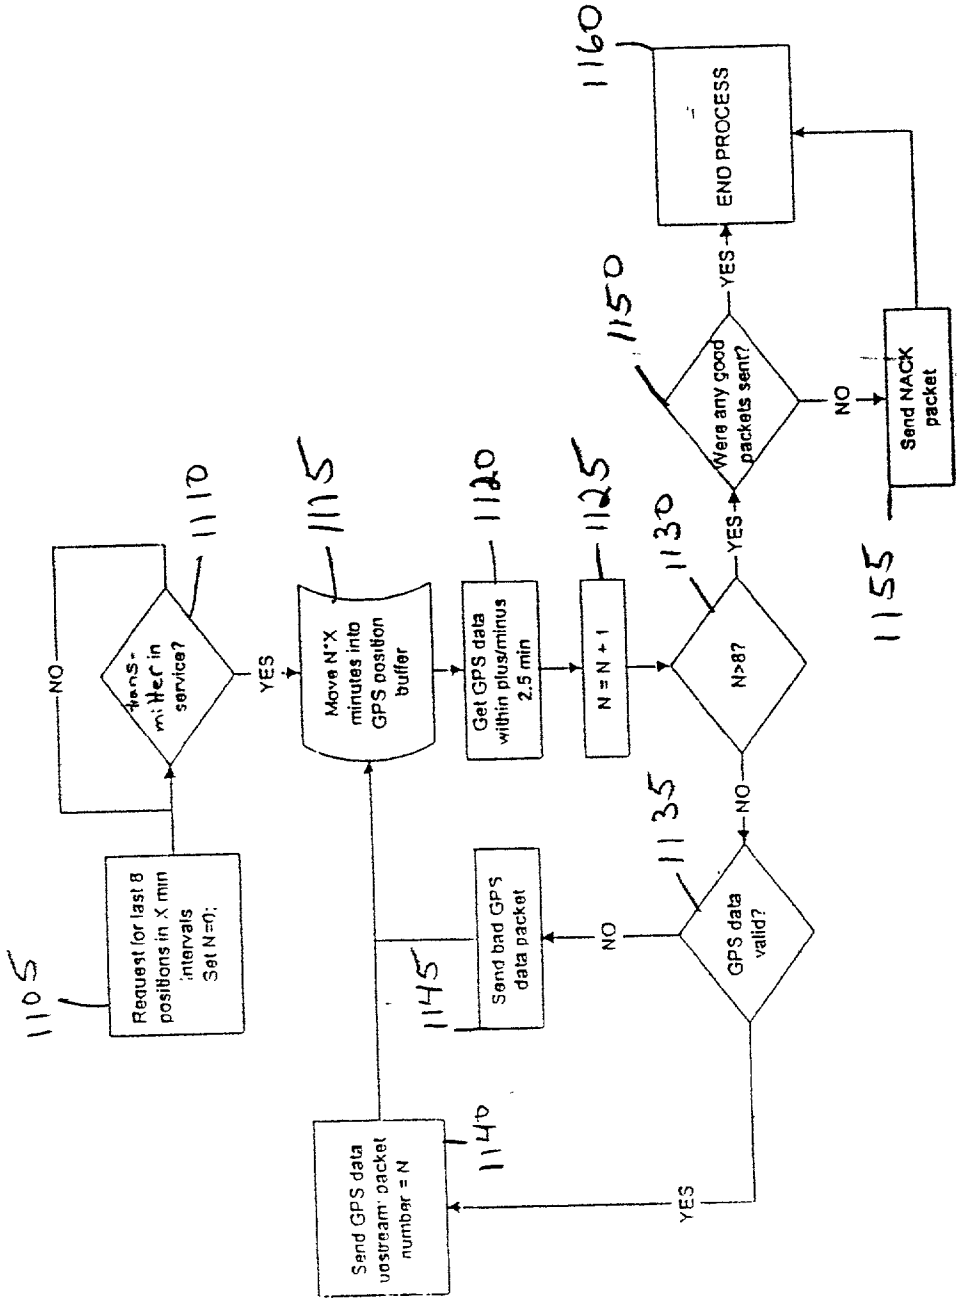 1105
Request for last 8
positions in X min
intervals
Set N=0;
NO
trans-
mitter in
service?
1110
YES
Move N*X
minutes into
GPS position
buffer
1115
Get GPS data
within plus/minus
2.5 min
1120
N = N + 1
1125
N>8?
1130
NO
YES
GPS data
valid?
1135
NO
YES
Send bad GPS
data packet
1145
Send GPS data
upstream; packet
number = N
1140
Were any good
packets sent?
1150
YES
NO
Send NACK
packet
1155
END PROCESS
1160